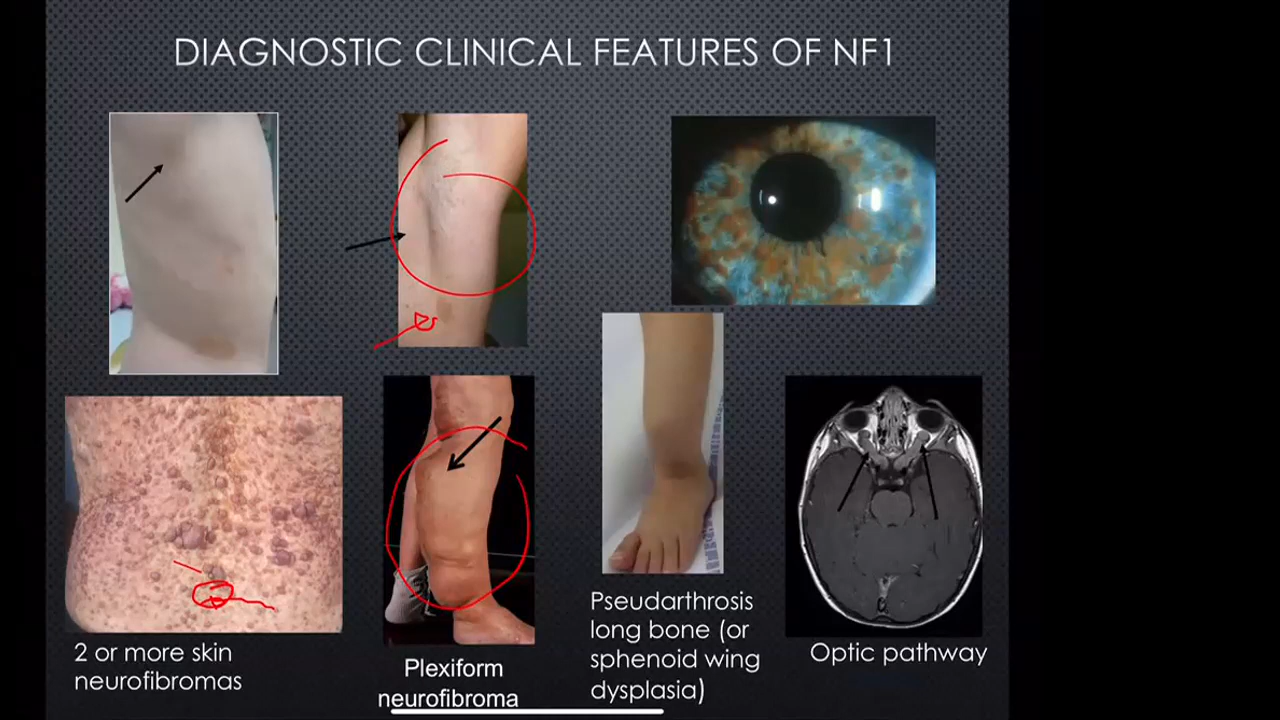 DIAGNOSTIC CLINICAL FEATURES OF NF1
2 or more skin
neurofibromas
Plexiform
neurofibroma
Pseudarthrosis
long bone (or
sphenoid wing
dysplasia)
Optic pathway